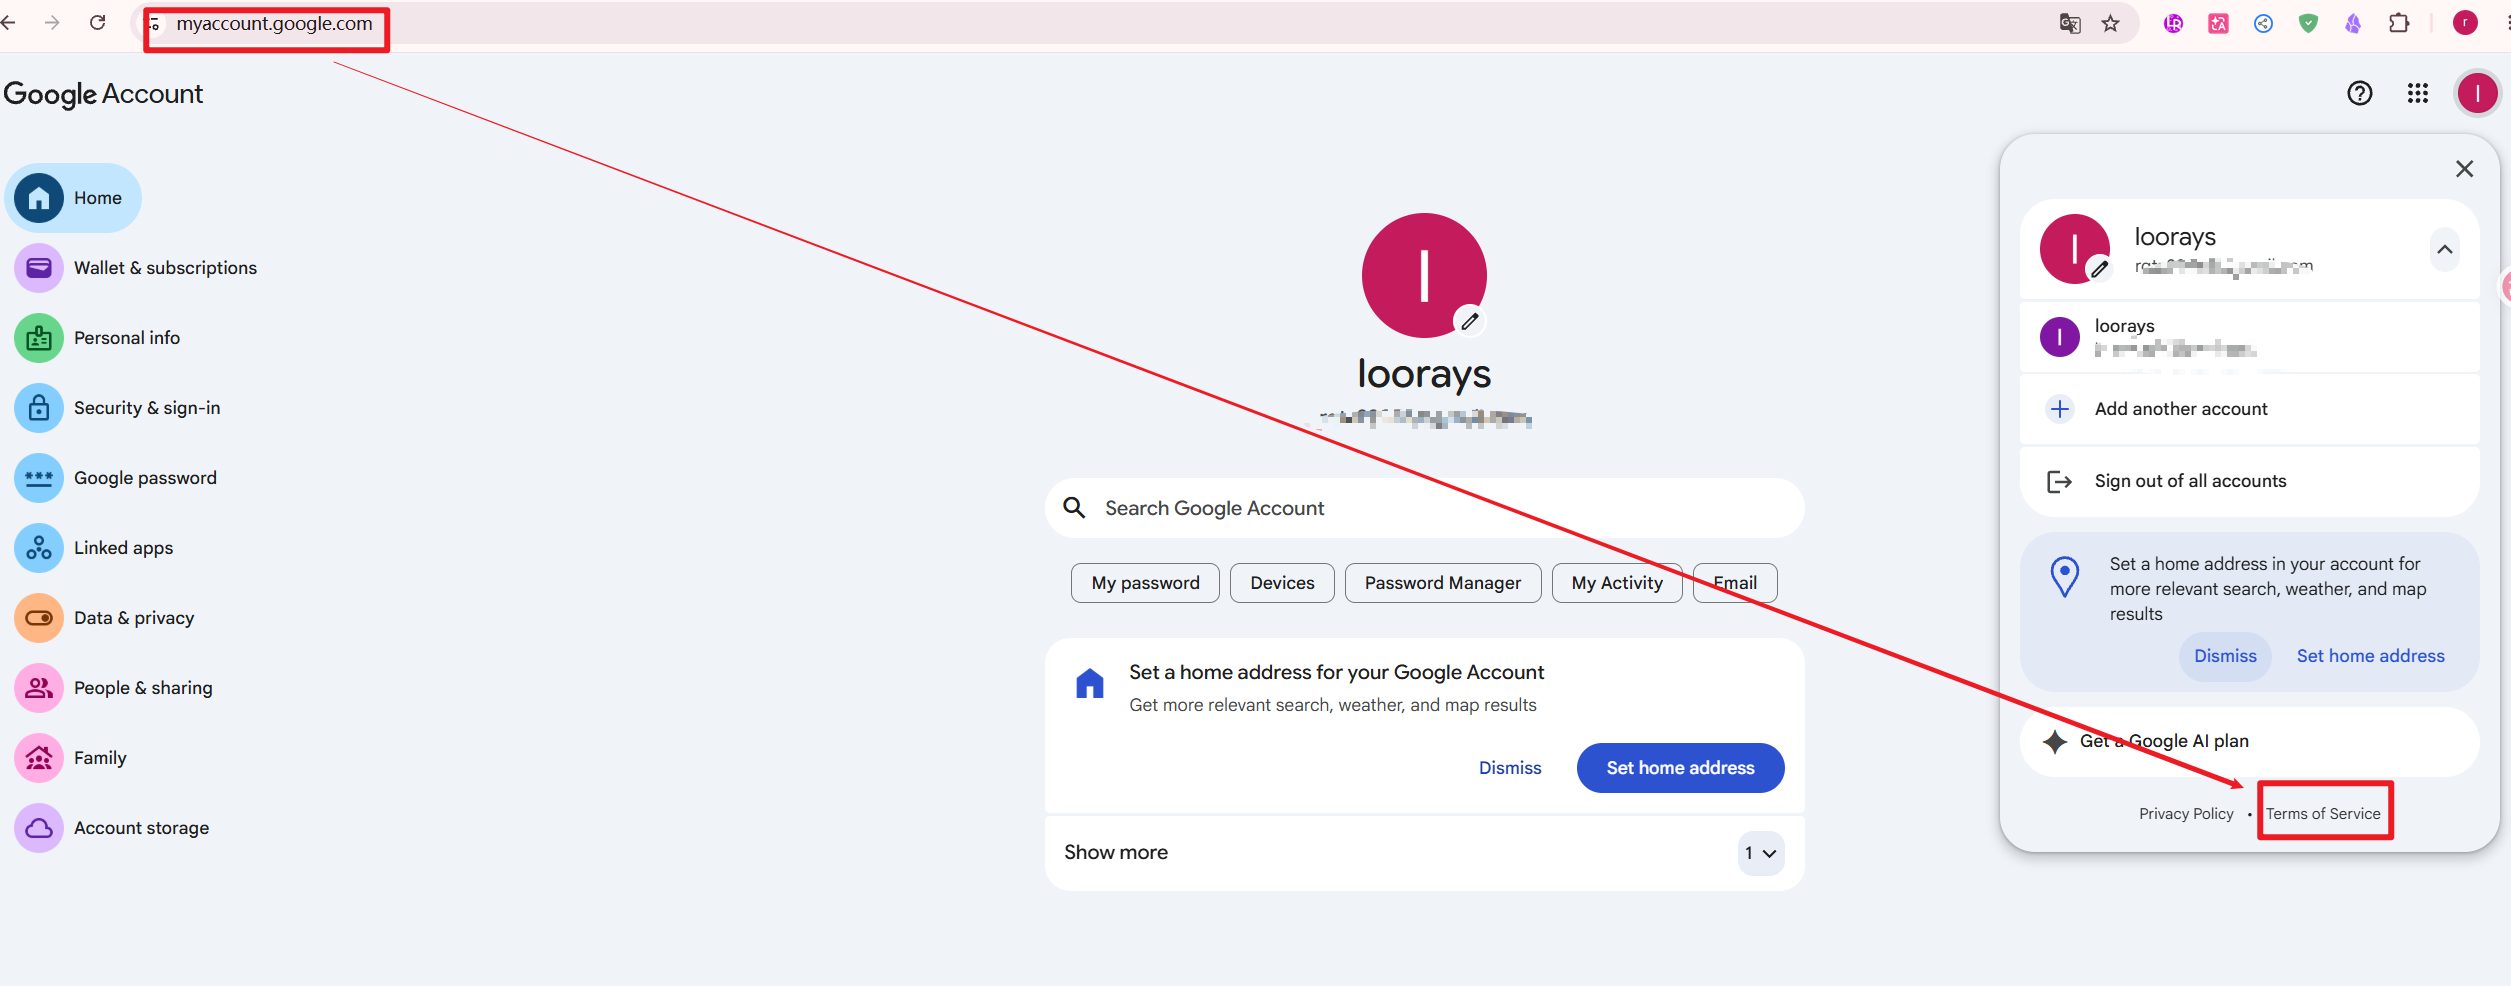 myaccount.google.com
r
Google Account
I
Home
Wallet & subscriptions
Personal info
Security & sign-in
Google password
Linked apps
Data & privacy
People & sharing
Family
Account storage
I
loorays
Search Google Account
My password
Devices
Password Manager
My Activity
Email
Set a home address for your Google Account
Get more relevant search, weather, and map results
Dismiss
Set home address
Show more
1
I
loorays
I
loorays
Add another account
Sign out of all accounts
Set a home address in your account for
more relevant search, weather, and map
results
Dismiss
Set home address
Get a Google AI plan
Privacy Policy • Terms of Service